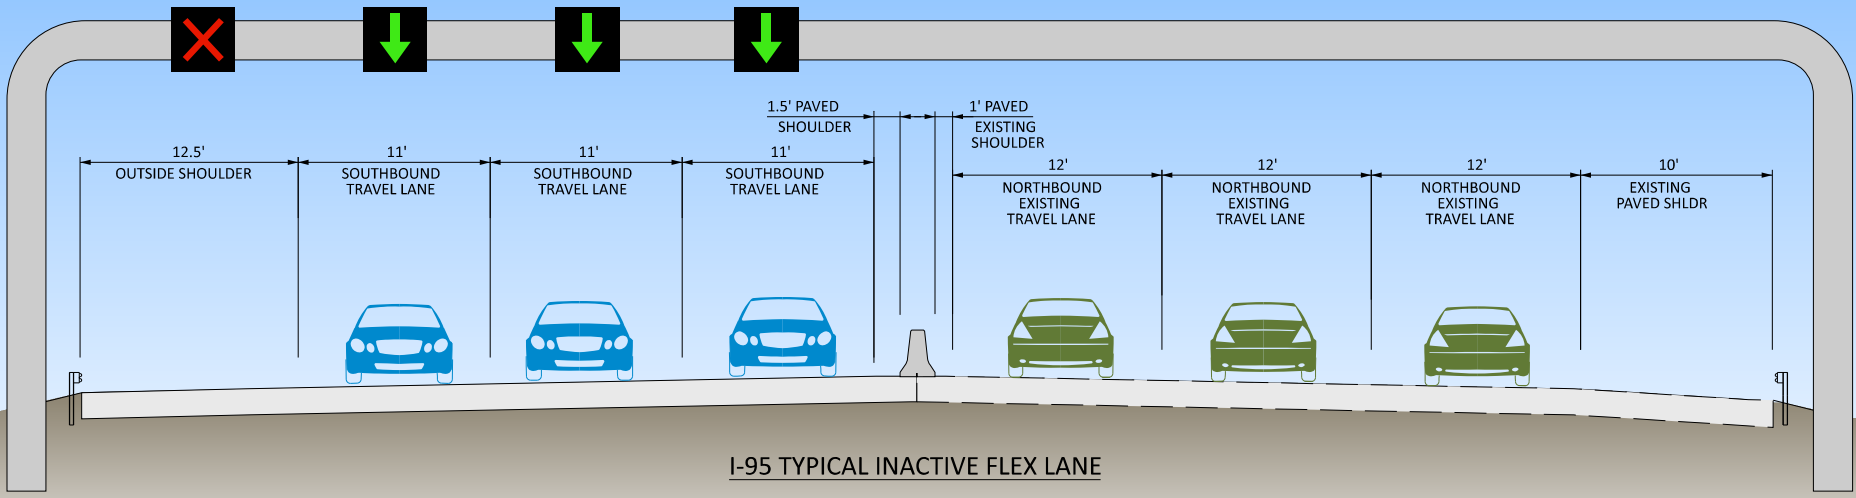 1.5' PAVED
SHOULDER
1' PAVED
EXISTING
SHOULDER
12.5'
OUTSIDE SHOULDER
11'
SOUTHBOUND
TRAVEL LANE
11'
SOUTHBOUND
TRAVEL LANE
11'
SOUTHBOUND
TRAVEL LANE
12'
NORTHBOUND
EXISTING
TRAVEL LANE
12'
NORTHBOUND
EXISTING
TRAVEL LANE
12'
NORTHBOUND
EXISTING
TRAVEL LANE
10'
EXISTING
PAVED SHLDR
I-95 TYPICAL INACTIVE FLEX LANE